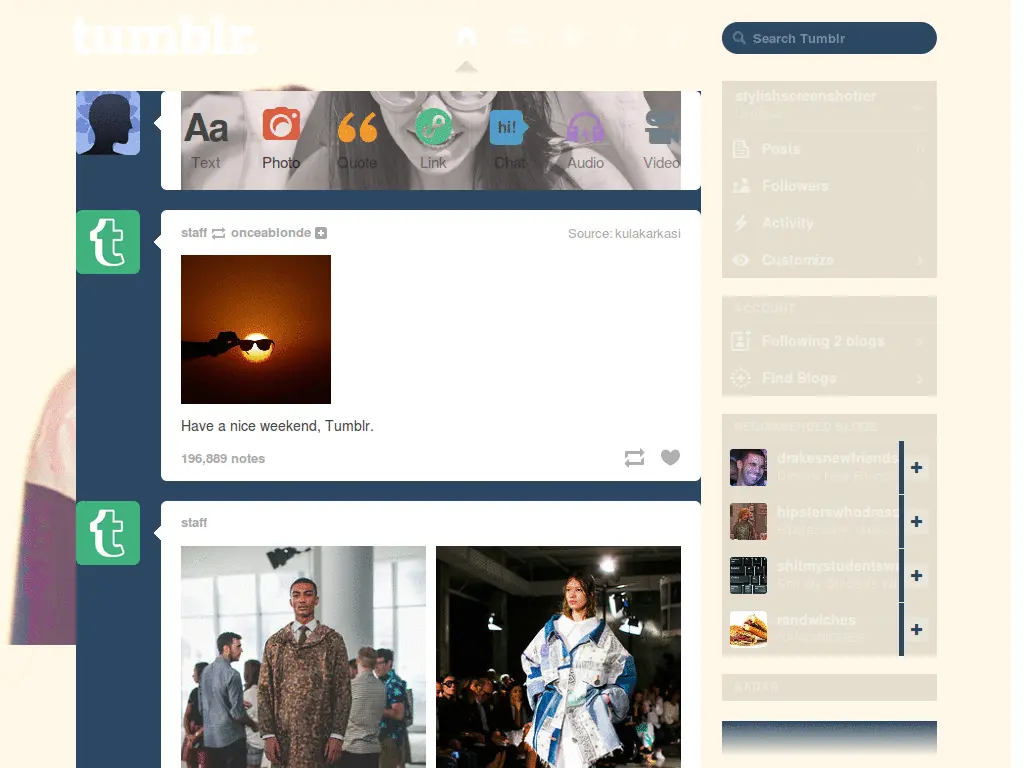 tumblr.
Search Tumblr
Aa
hi!
Text
Photo
Quote
Link
Chat
Audio
Video
stylishscreenshotter
Posts
Followers
Activity
Customize
staff onceablonde
Source: kulakarkasi
Have a nice weekend, Tumblr.
196,889 notes
ACCOUNT
Following 2 blogs
Find Blogs
RECOMMENDED BLOGS
drakesnewfriends
hipsterswhodress
shitmystudentsw
randwiches
staff
RADAR